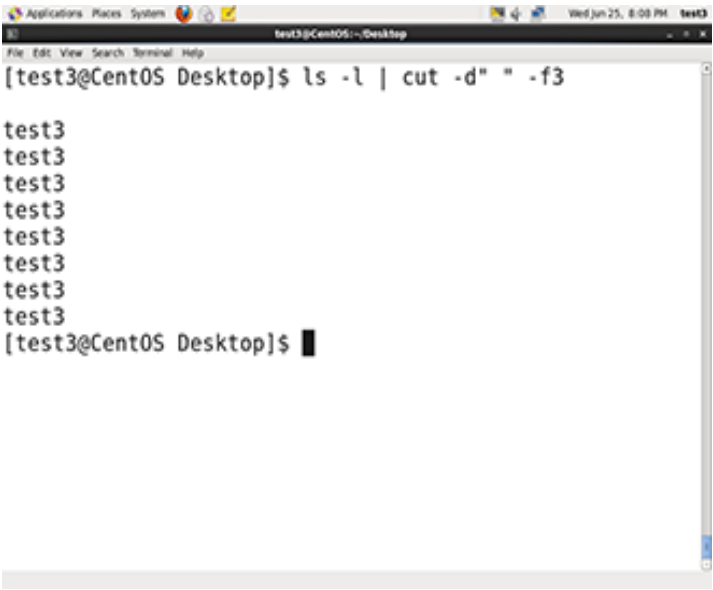 Applications Places System Wed Jun 25, 8:08 PM test3
test3@CentOS:~/Desktop
File Edit View Search Terminal Help
[test3@CentOS Desktop]$ ls -l | cut -d" " -f3
test3
test3
test3
test3
test3
test3
test3
test3
[test3@CentOS Desktop]$